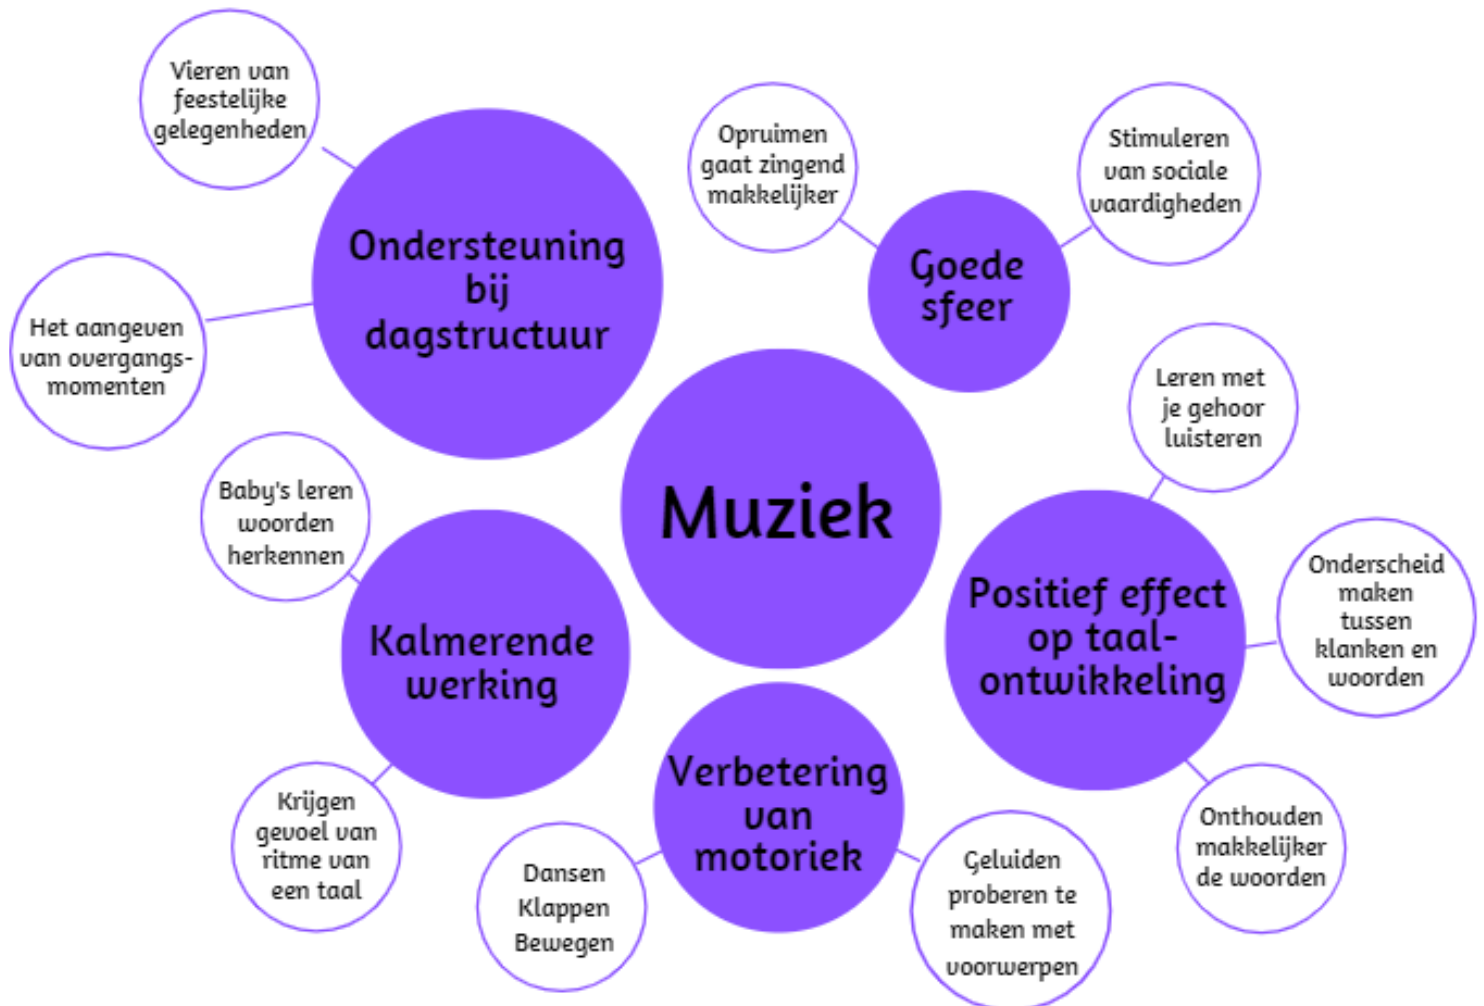 Vieren van
feestelijke
gelegenheden
Ondersteuning
bij
dagstructuur
Het aangeven
van overgangs-
momenten
Opruimen
gaat zingend
makkelijker
Stimuleren
van sociale
vaardigheden
Goede
sfeer
Muziek
Leren met
je gehoor
luisteren
Positief effect
op taal-
ontwikkeling
Onderscheid
maken
tussen
klanken en
woorden
Onthouden
makkelijker
de woorden
Baby's leren
woorden
herkennen
Kalmerende
werking
Krijgen
gevoel van
ritme van
een taal
Verbetering
van
motoriek
Dansen
Klappen
Bewegen
Geluiden
proberen te
maken met
voorwerpen